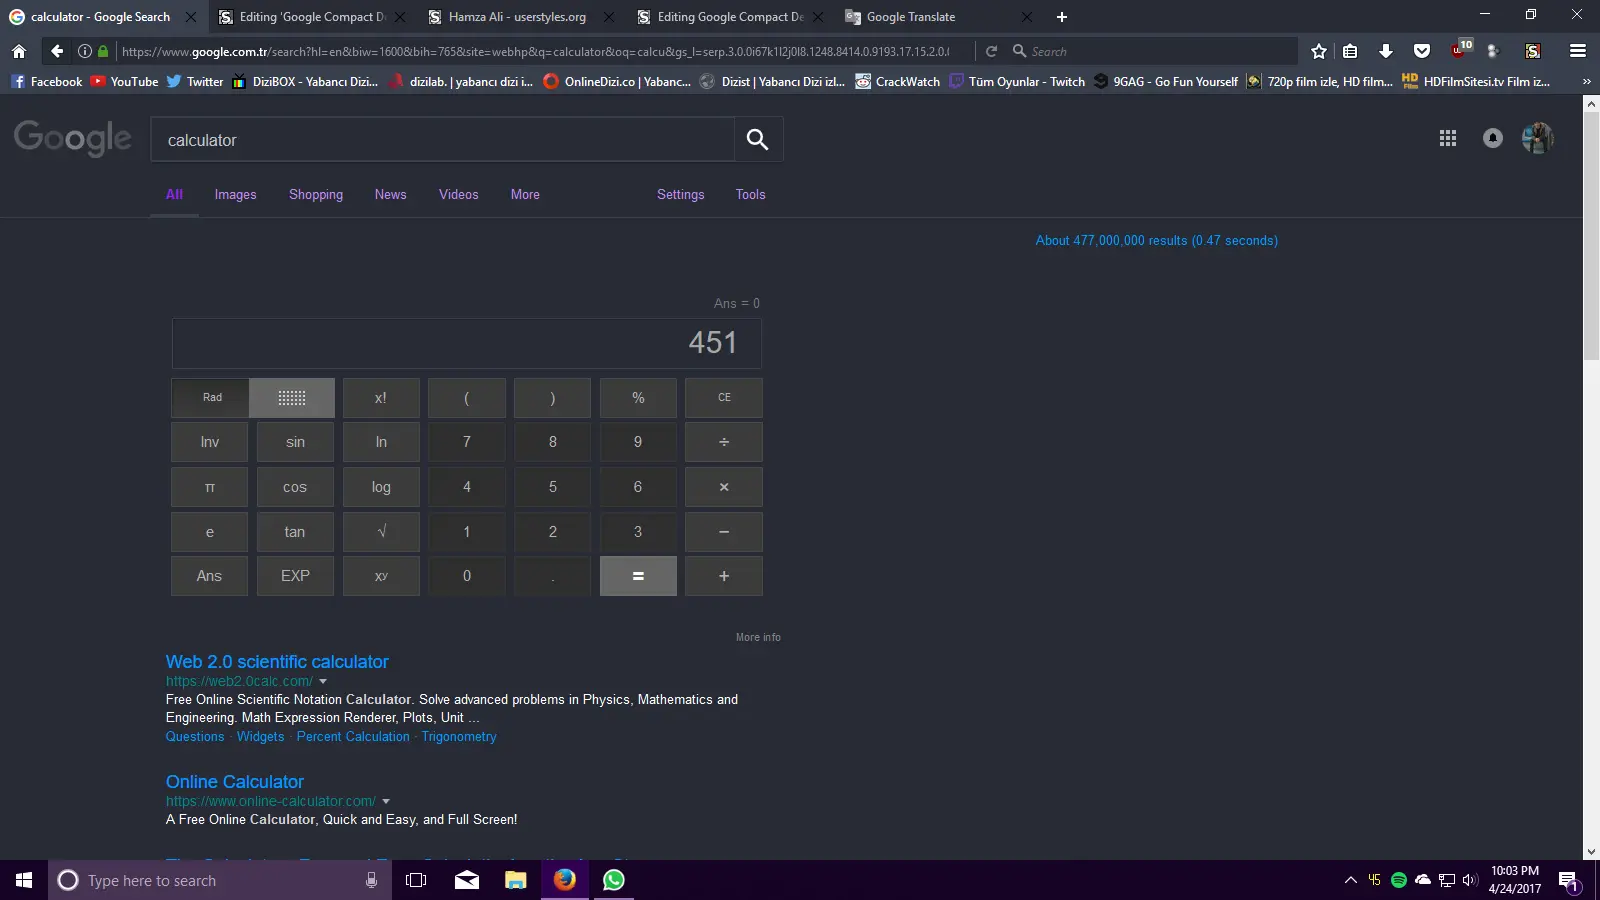 calculator - Google Search
Editing 'Google Compact D
Hamza Ali - userstyles.org
Editing Google Compact De
Google Translate
https://www.google.com.tr/search?hl=en&biw=1600&bih=765&site=webhp&q=calculator&oq=calcu&gs_l=serp.3.0.0i67k1l2j0l8.1248.8414.0.9193.17.15.2.0.
Search
10
Facebook
YouTube
Twitter
DiziBOX - Yabancı Dizi...
dizilab. | yabancı dizi i...
OnlineDizi.co | Yabanc...
Dizist | Yabancı Dizi izl...
CrackWatch
Tüm Oyunlar - Twitch
9GAG - Go Fun Yourself
720p film izle, HD film...
HDFilmSitesi.tv Film iz...
Google
calculator
All
Images
Shopping
News
Videos
More
Settings
Tools
About 477,000,000 results (0.47 seconds)
Ans = 0
451
Rad
x!
(
)
%
CE
Inv
sin
ln
7
8
9
÷
π
cos
log
4
5
6
×
e
tan
√
1
2
3
−
Ans
EXP
xy
0
.
=
+
More info
Web 2.0 scientific calculator
https://web2.0calc.com/
Free Online Scientific Notation Calculator. Solve advanced problems in Physics, Mathematics and
Engineering. Math Expression Renderer, Plots, Unit ...
Questions · Widgets · Percent Calculation · Trigonometry
Online Calculator
https://www.online-calculator.com/
A Free Online Calculator, Quick and Easy, and Full Screen!
Type here to search
45
10:03 PM
4/24/2017
1